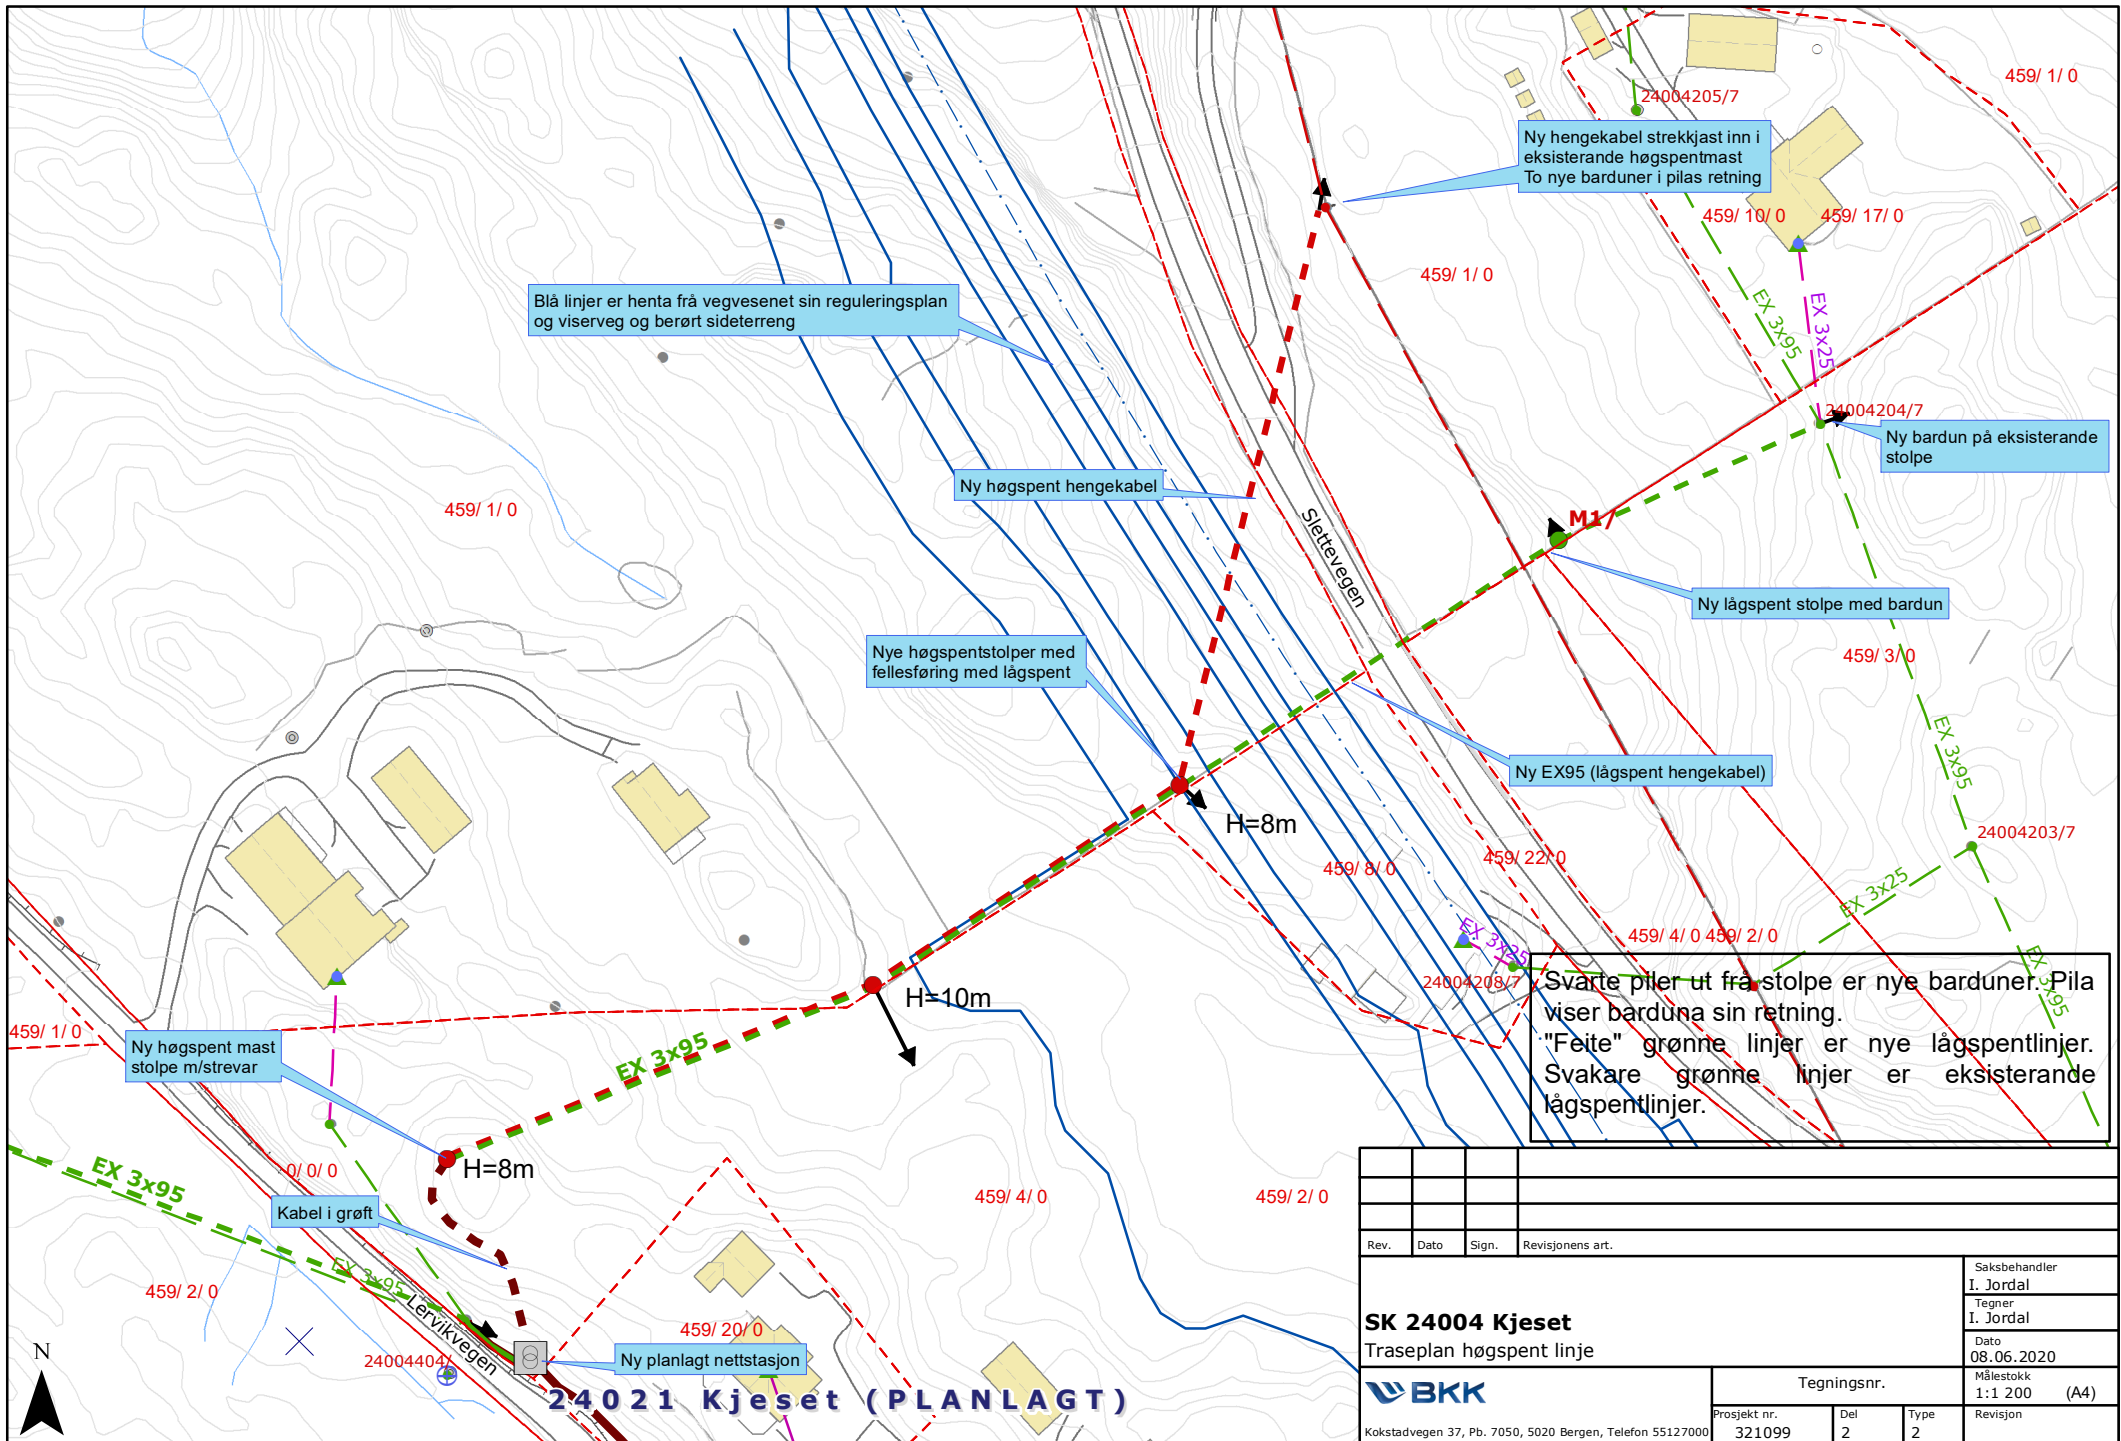 459/ 1/ 0
24004205/7
Ny hengekabel strekkjast inn i
eksisterande høgspentmast
To nye barduner i pilas retning
459/ 10/ 0
459/ 17/ 0
459/ 1/ 0
Blå linjer er henta frå vegvesenet sin reguleringsplan
og viserveg og berørt sideterreng
EX 3x95
EX 3x25
24004204/7
Ny bardun på eksisterande
stolpe
Ny høgspent hengekabel
459/ 1/ 0
Slettevegen
M17
Ny lågspent stolpe med bardun
Nye høgspentstolper med
fellesføring med lågspent
459/ 3/ 0
EX 3x95
Ny EX95 (lågspent hengekabel)
H=8m
24004203/7
459/ 8/ 0
459/ 22/ 0
EX 3x25
EX 3x25
459/ 4/ 0
459/ 2/ 0
24004208/7
EX 3x95
H=10m
Svarte piler ut frå stolpe er nye barduner. Pila
viser barduna sin retning.
"Feite" grønne linjer er nye lågspentlinjer.
Svakare grønne linjer er eksisterande
lågspentlinjer.
459/ 1/ 0
Ny høgspent mast
stolpe m/strevar
EX 3x95
H=8m
EX 3x95
0/ 0/ 0
Kabel i grøft
459/ 4/ 0
459/ 2/ 0
EX 3x95
459/ 2/ 0
Lervikvegen
459/ 20/ 0
Ny planlagt nettstasjon
24004404/
24021 Kjeset (PLANLAGT)
N
Rev.
Dato
Sign.
Revisjonens art.
Saksbehandler
I. Jordal
Tegner
I. Jordal
SK 24004 Kjeset
Traseplan høgspent linje
Dato
08.06.2020
BKK
Tegningsnr.
Målestokk
1:1 200 (A4)
Kokstadvegen 37, Pb. 7050, 5020 Bergen, Telefon 55127000
Prosjekt nr.
321099
Del
2
Type
2
Revisjon